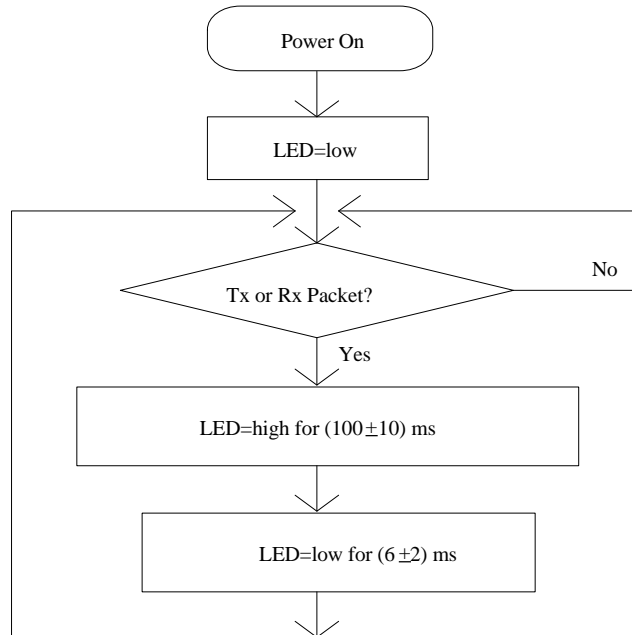 Power On
LED=low
Tx or Rx Packet?
No
Yes
LED=high for (100±10) ms
LED=low for (6±2) ms